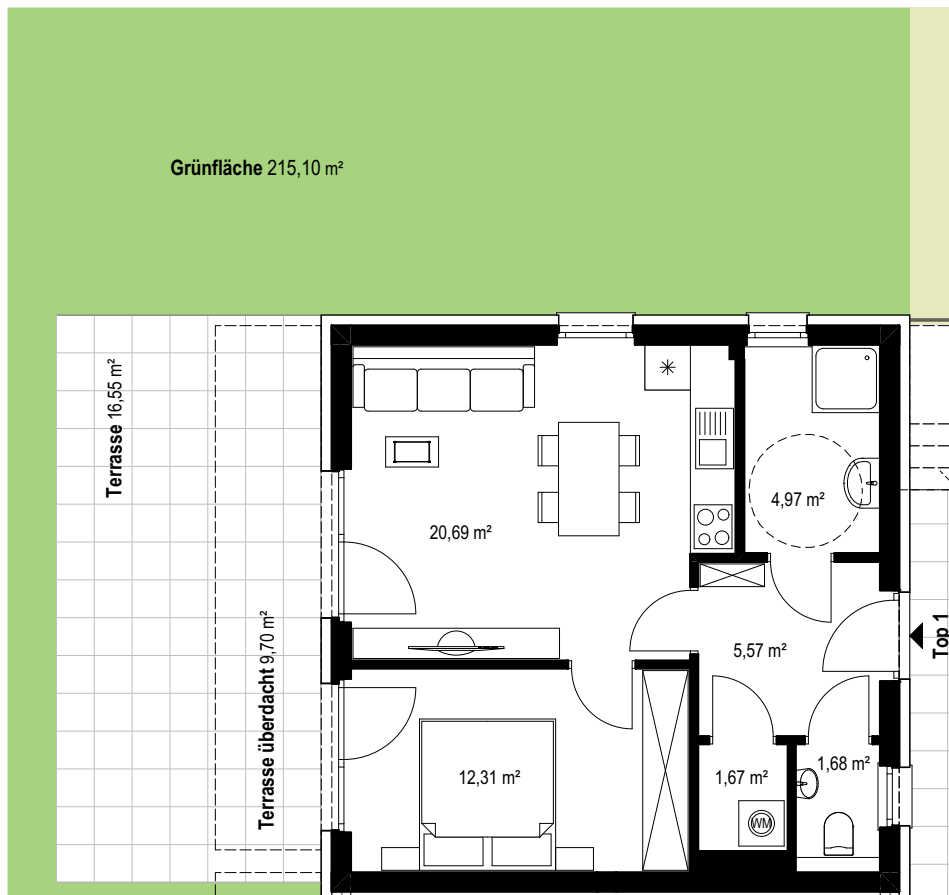 Grünfläche 215,10 m²
Terrasse 16,55 m²
20,69 m²
4,97 m²
Terrasse überdacht 9,70 m²
5,57 m²
Top 1
12,31 m²
1,67 m²
1,68 m²
WM